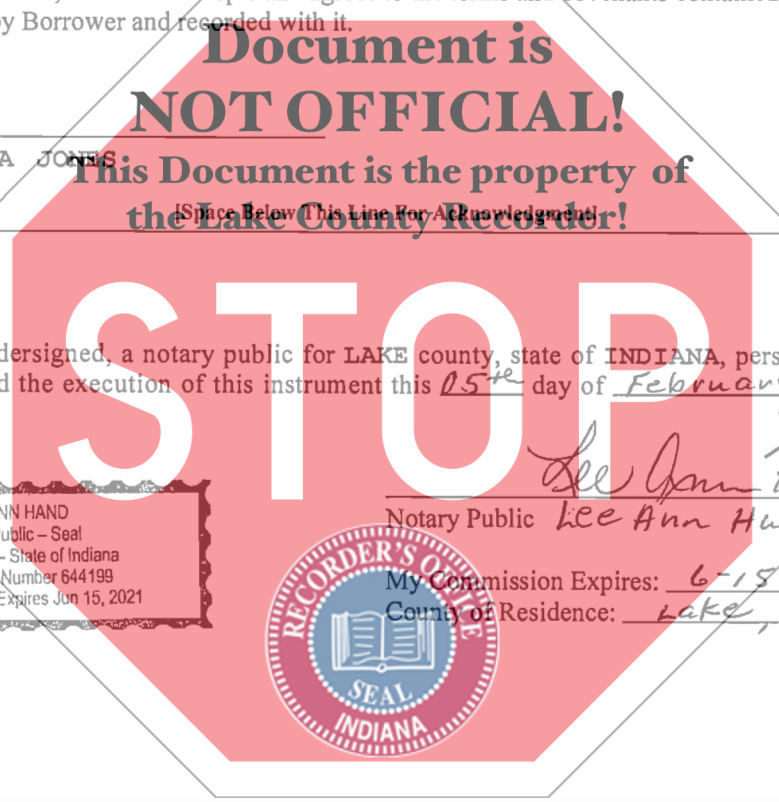 by Borrower and recorded with it.
Document is
NOT OFFICIAL!
A JONES
This Document is the property of
[Space Below This Line For Acknowledgment]
the Lake County Recorder!
STOP
dersigned, a notary public for LAKE county, state of INDIANA, pers
d the execution of this instrument this 05th day of Februar
Lee Ann
NN HAND
ublic – Seal
- State of Indiana
Number 644199
Expires Jun 15, 2021
Notary Public Lee Ann
My Commission Expires: 6-15
County of Residence: Lake
RECORDER'S OFFICE
SEAL
INDIANA